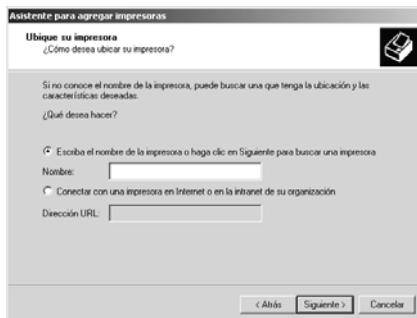 Asistente para agregar impresoras
Ubique su impresora
¿Cómo desea ubicar su impresora?
Si no conoce el nombre de la impresora, puede buscar una que tenga la ubicación y las
características deseadas.
¿Qué desea hacer?
Escriba el nombre de la impresora o haga clic en Siguiente para buscar una impresora
Nombre:
Conectar con una impresora en Internet o en la intranet de su organización
Dirección URL:
< Atrás Siguiente > Cancelar